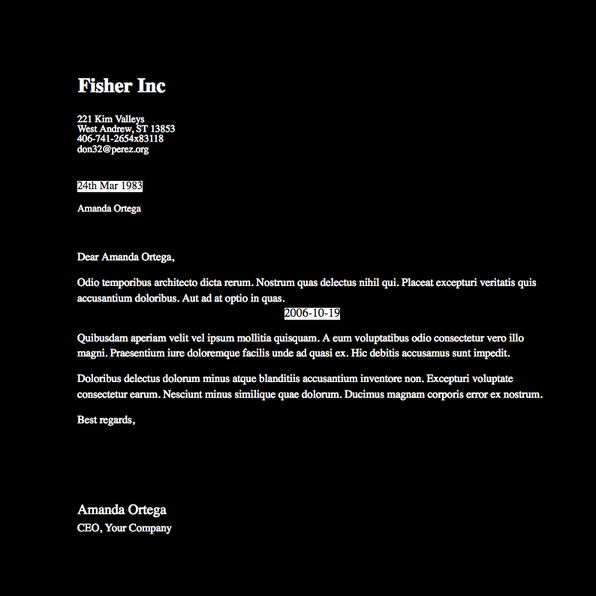 Fisher Inc
221 Kim Valleys
West Andrew, ST 13853
406-741-2654x83118
don32@perez.org
24th Mar 1983
Amanda Ortega
Dear Amanda Ortega,
Odio temporibus architecto dicta rerum. Nostrum quas delectus nihil qui. Placeat excepturi veritatis quis
accusantium doloribus. Aut ad at optio in quas.
2006-10-19
Quibusdam aperiam velit vel ipsum mollitia quisquam. A eum voluptatibus odio consectetur vero illo
magni. Praesentium iure doloremque facilis unde ad quasi ex. Hic debitis accusamus sunt impedit.
Doloribus delectus dolorum minus atque blanditiis accusantium inventore non. Excepturi voluptate
consectetur earum. Nesciunt minus similique quae dolorum. Ducimus magnam corporis error ex nostrum.
Best regards,
Amanda Ortega
CEO, Your Company